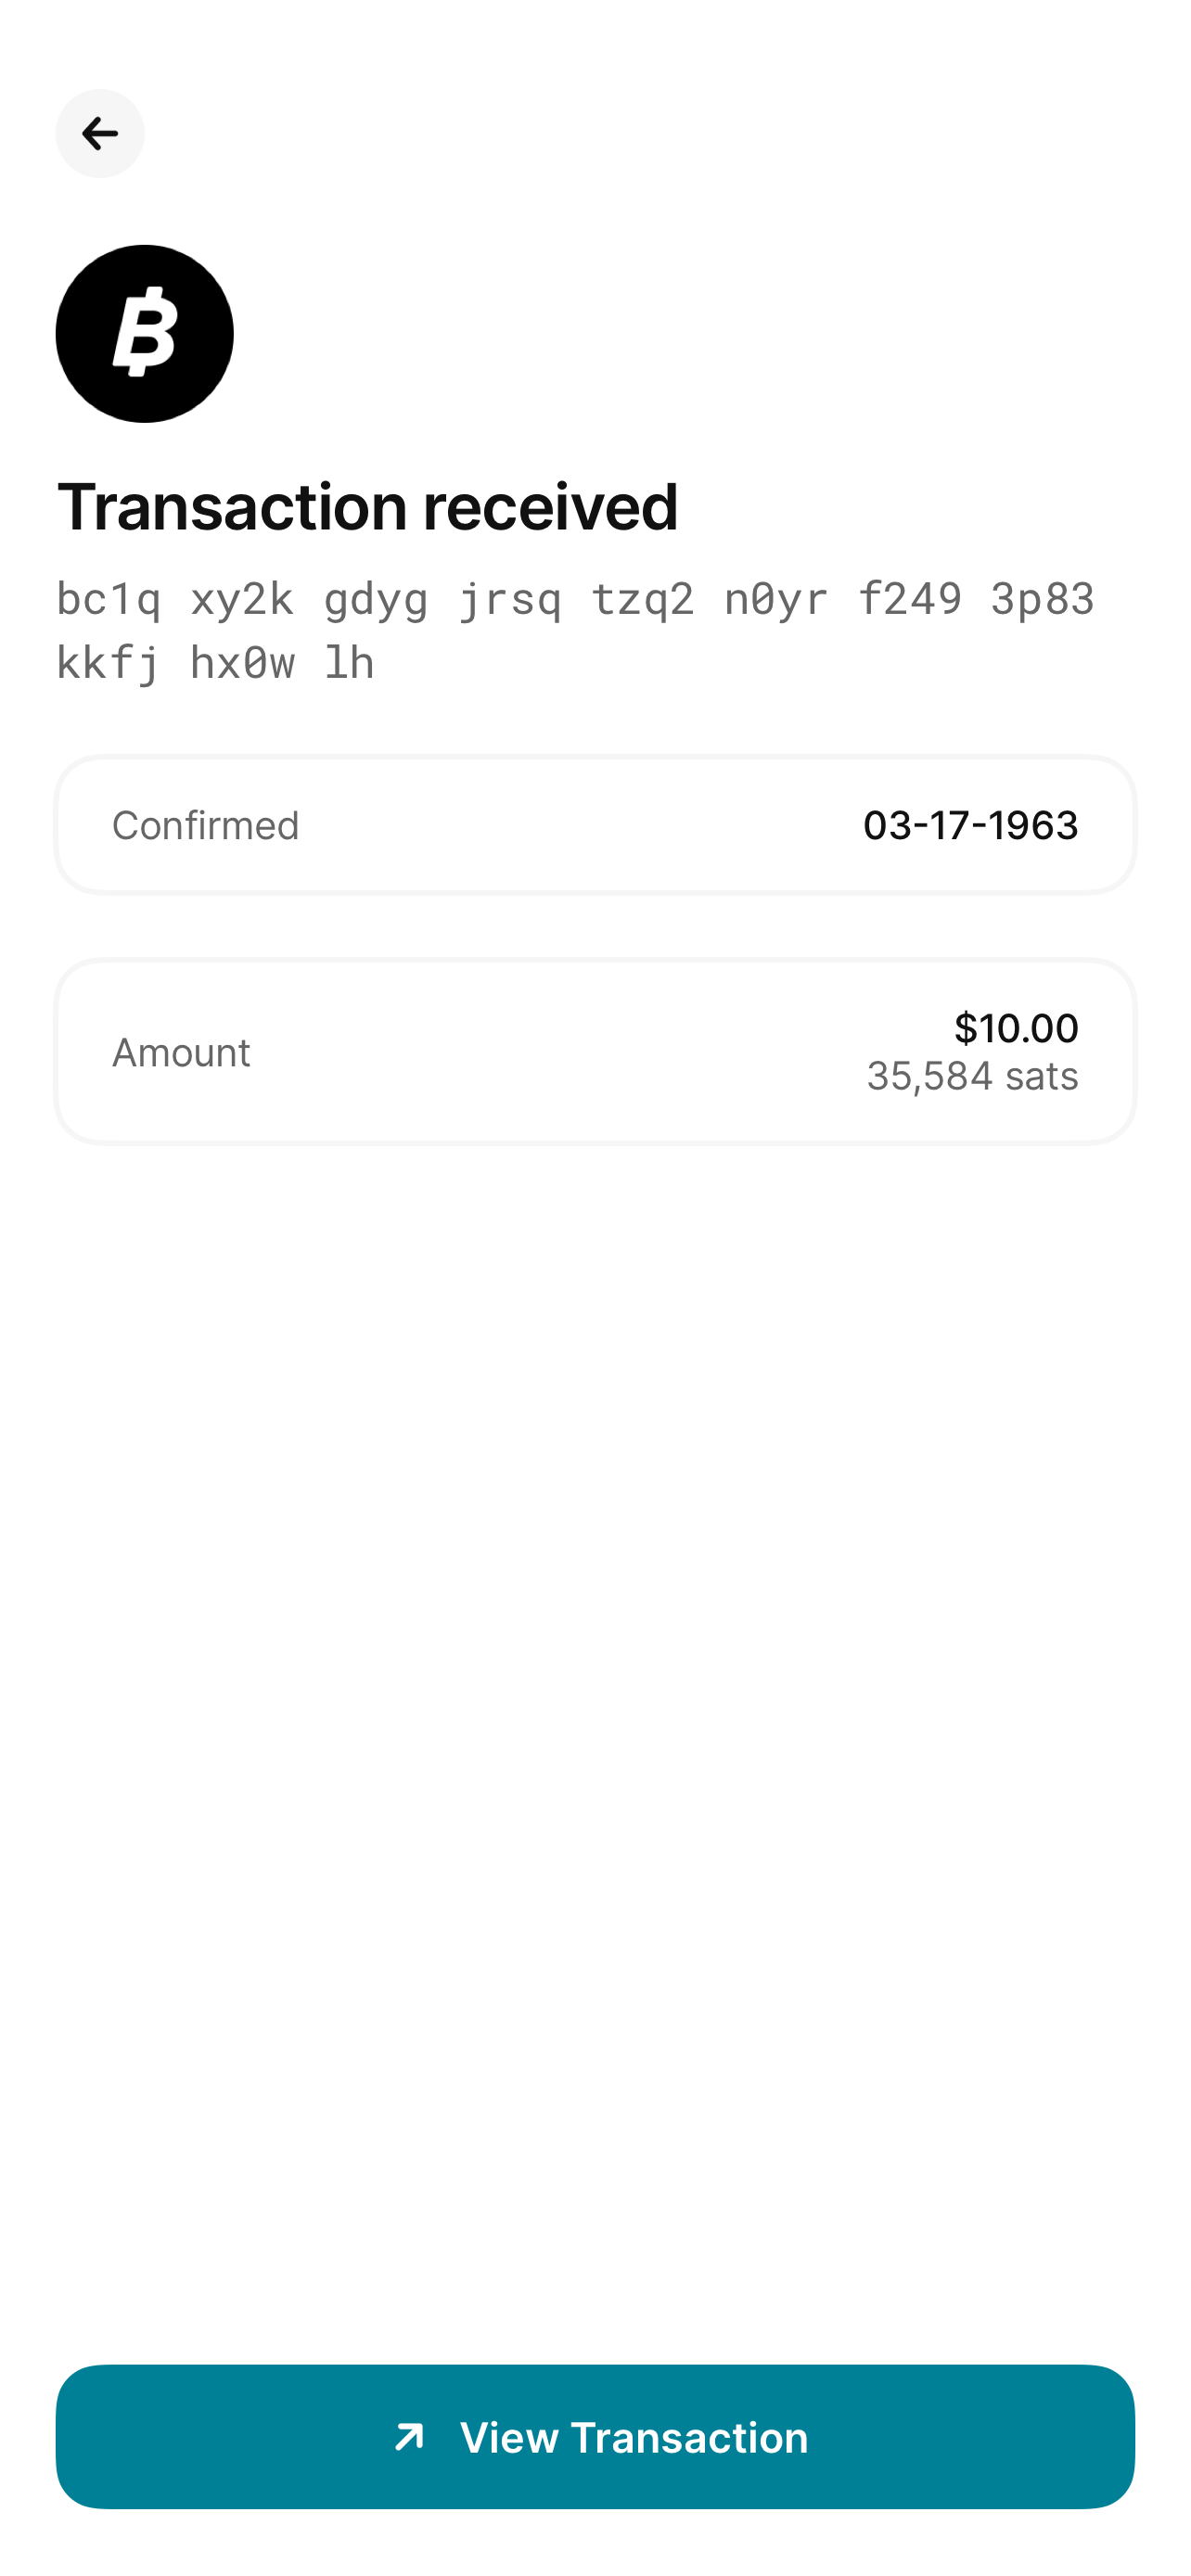 Transaction received
bc1q xy2k gdyg jrsq tzq2 n0yr f249 3p83
kkfj hx0w lh
Confirmed 03-17-1963
Amount $10.00
35,584 sats
View Transaction